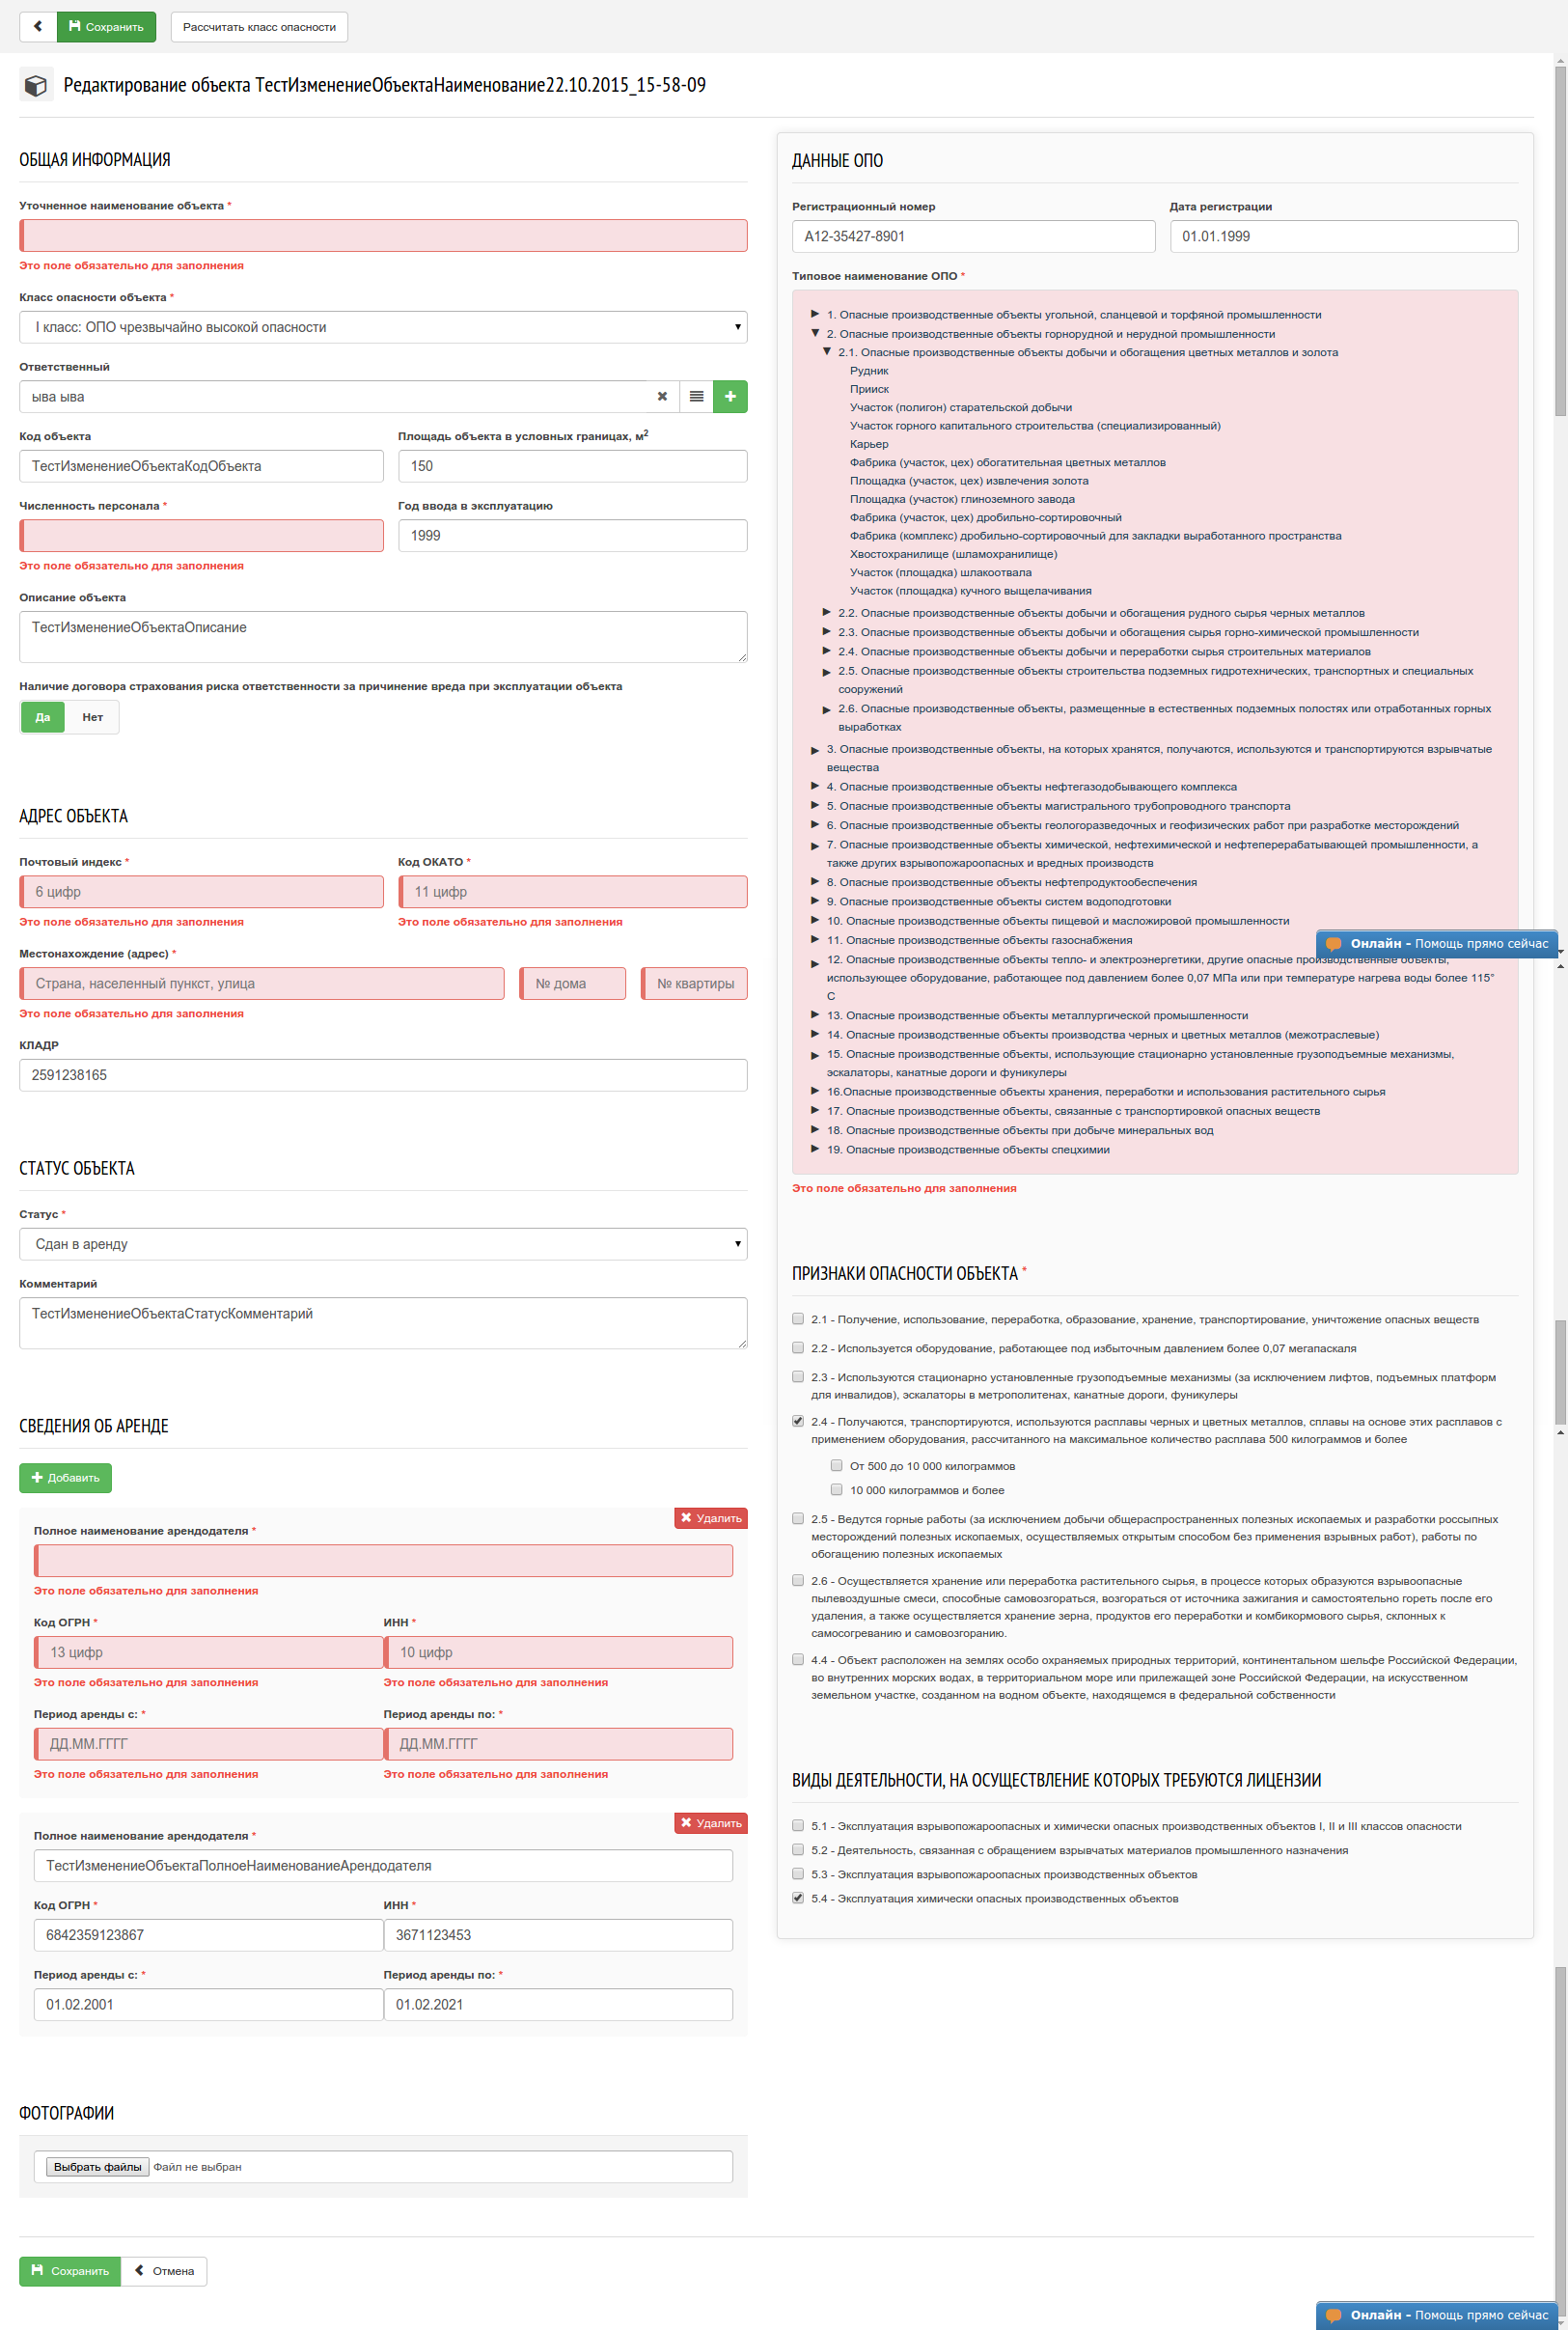 Сохранить
Рассчитать класс опасности
Редактирование объекта ТестИзменениеОбъектаНаименование22.10.2015_15-58-09
ОБЩАЯ ИНФОРМАЦИЯ
Уточненное наименование объекта *
Это поле обязательно для заполнения
Класс опасности объекта *
I класс: ОПО чрезвычайно высокой опасности
Ответственный
ыва ыва
Код объекта
Площадь объекта в условных границах, м²
ТестИзменениеОбъектаКодОбъекта
150
Численность персонала *
Год ввода в эксплуатацию
1999
Это поле обязательно для заполнения
Описание объекта
ТестИзменениеОбъектаОписание
Наличие договора страхования риска ответственности за причинение вреда при эксплуатации объекта
Да Нет
АДРЕС ОБЪЕКТА
Почтовый индекс *
Код ОКАТО *
6 цифр
11 цифр
Это поле обязательно для заполнения
Это поле обязательно для заполнения
Местонахождение (адрес) *
Страна, населенный пункт, улица
№ дома
№ квартиры
Это поле обязательно для заполнения
КЛАДР
2591238165
СТАТУС ОБЪЕКТА
Статус *
Сдан в аренду
Комментарий
ТестИзменениеОбъектаСтатусКомментарий
СВЕДЕНИЯ ОБ АРЕНДЕ
Добавить
Удалить
Полное наименование арендодателя *
Это поле обязательно для заполнения
Код ОГРН *
ИНН *
13 цифр
10 цифр
Это поле обязательно для заполнения
Это поле обязательно для заполнения
Период аренды с: *
Период аренды по: *
ДД.ММ.ГГГГ
ДД.ММ.ГГГГ
Это поле обязательно для заполнения
Это поле обязательно для заполнения
Удалить
Полное наименование арендодателя *
ТестИзменениеОбъектаПолноеНаименованиеАрендодателя
Код ОГРН *
ИНН *
6842359123867
3671123453
Период аренды с: *
Период аренды по: *
01.02.2001
01.02.2021
ФОТОГРАФИИ
Выбрать файлы Файл не выбран
Сохранить
Отмена
ДАННЫЕ ОПО
Регистрационный номер
Дата регистрации
А12-35427-8901
01.01.1999
Типовое наименование ОПО *
1. Опасные производственные объекты угольной, сланцевой и торфяной промышленности
2. Опасные производственные объекты горнорудной и нерудной промышленности
2.1. Опасные производственные объекты добычи и обогащения цветных металлов и золота
Рудник
Прииск
Участок (полигон) старательской добычи
Участок горного капитального строительства (специализированный)
Карьер
Фабрика (участок, цех) обогатительная цветных металлов
Площадка (участок, цех) извлечения золота
Площадка (участок) глиноземного завода
Фабрика (участок, цех) дробильно-сортировочный
Фабрика (комплекс) дробильно-сортировочный для закладки выработанного пространства
Хвостохранилище (шламохранилище)
Участок (площадка) шлакоотвала
Участок (площадка) кучного выщелачивания
2.2. Опасные производственные объекты добычи и обогащения рудного сырья черных металлов
2.3. Опасные производственные объекты добычи и обогащения сырья горно-химической промышленности
2.4. Опасные производственные объекты добычи и переработки сырья строительных материалов
2.5. Опасные производственные объекты строительства подземных гидротехнических, транспортных и специальных
сооружений
2.6. Опасные производственные объекты, размещенные в естественных подземных полостях или отработанных горных
выработках
3. Опасные производственные объекты, на которых хранятся, получаются, используются и транспортируются взрывчатые
вещества
4. Опасные производственные объекты нефтегазодобывающего комплекса
5. Опасные производственные объекты магистрального трубопроводного транспорта
6. Опасные производственные объекты геологоразведочных и геофизических работ при разработке месторождений
7. Опасные производственные объекты химической, нефтехимической и нефтеперерабатывающей промышленности, а
также других взрывопожароопасных и вредных производств
8. Опасные производственные объекты нефтепродуктообеспечения
9. Опасные производственные объекты систем водоподготовки
10. Опасные производственные объекты пищевой и масложировой промышленности
11. Опасные производственные объекты газоснабжения
Онлайн - Помощь прямо сейчас
12. Опасные производственные объекты тепло- и электроэнергетики, другие опасные производственные объекты,
использующее оборудование, работающее под давлением более 0,07 МПа или при температуре нагрева воды более 115°
С
13. Опасные производственные объекты металлургической промышленности
14. Опасные производственные объекты производства черных и цветных металлов (межотраслевые)
15. Опасные производственные объекты, использующие стационарно установленные грузоподъемные механизмы,
эскалаторы, канатные дороги и фуникулеры
16.Опасные производственные объекты хранения, переработки и использования растительного сырья
17. Опасные производственные объекты, связанные с транспортировкой опасных веществ
18. Опасные производственные объекты при добыче минеральных вод
19. Опасные производственные объекты спецхимии
Это поле обязательно для заполнения
ПРИЗНАКИ ОПАСНОСТИ ОБЪЕКТА *
2.1 - Получение, использование, переработка, образование, хранение, транспортирование, уничтожение опасных веществ
2.2 - Используется оборудование, работающее под избыточным давлением более 0,07 мегапаскаля
2.3 - Используются стационарно установленные грузоподъемные механизмы (за исключением лифтов, подъемных платформ
для инвалидов), эскалаторы в метрополитенах, канатные дороги, фуникулеры
2.4 - Получаются, транспортируются, используются расплавы черных и цветных металлов, сплавы на основе этих расплавов с
применением оборудования, рассчитанного на максимальное количество расплава 500 килограммов и более
От 500 до 10 000 килограммов
10 000 килограммов и более
2.5 - Ведутся горные работы (за исключением добычи общераспространенных полезных ископаемых и разработки россыпных
месторождений полезных ископаемых, осуществляемых открытым способом без применения взрывных работ), работы по
обогащению полезных ископаемых
2.6 - Осуществляется хранение или переработка растительного сырья, в процессе которых образуются взрывоопасные
пылевоздушные смеси, способные самовозгораться, возгораться от источника зажигания и самостоятельно гореть после его
удаления, а также осуществляется хранение зерна, продуктов его переработки и комбикормового сырья, склонных к
самосогреванию и самовозгоранию.
4.4 - Объект расположен на землях особо охраняемых природных территорий, континентальном шельфе Российской Федерации,
во внутренних морских водах, в территориальном море или прилежащей зоне Российской Федерации, на искусственном
земельном участке, созданном на водном объекте, находящемся в федеральной собственности
ВИДЫ ДЕЯТЕЛЬНОСТИ, НА ОСУЩЕСТВЛЕНИЕ КОТОРЫХ ТРЕБУЮТСЯ ЛИЦЕНЗИИ
5.1 - Эксплуатация взрывопожароопасных и химически опасных производственных объектов I, II и III классов опасности
5.2 - Деятельность, связанная с обращением взрывчатых материалов промышленного назначения
5.3 - Эксплуатация взрывопожароопасных производственных объектов
5.4 - Эксплуатация химически опасных производственных объектов
Онлайн - Помощь прямо сейчас